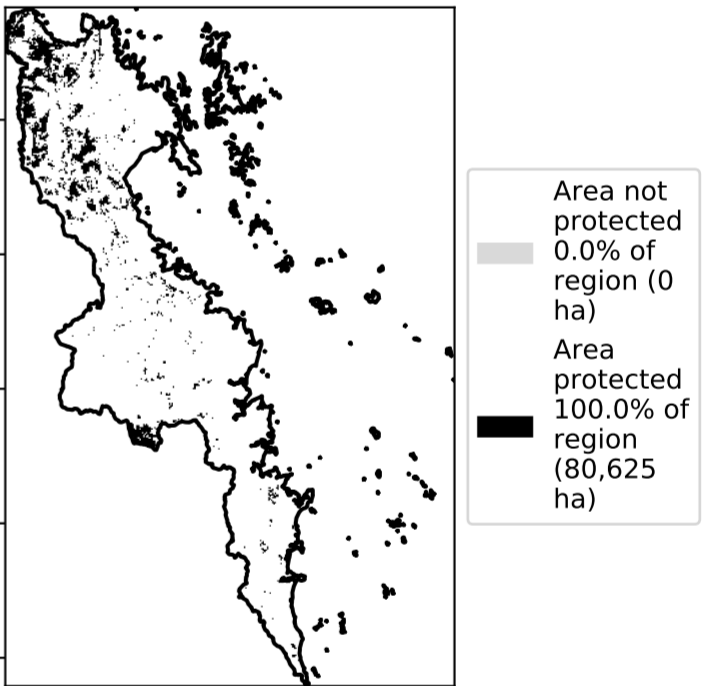 Area not
protected
0.0% of
region (0
ha)
Area
protected
100.0% of
region
(80,625
ha)